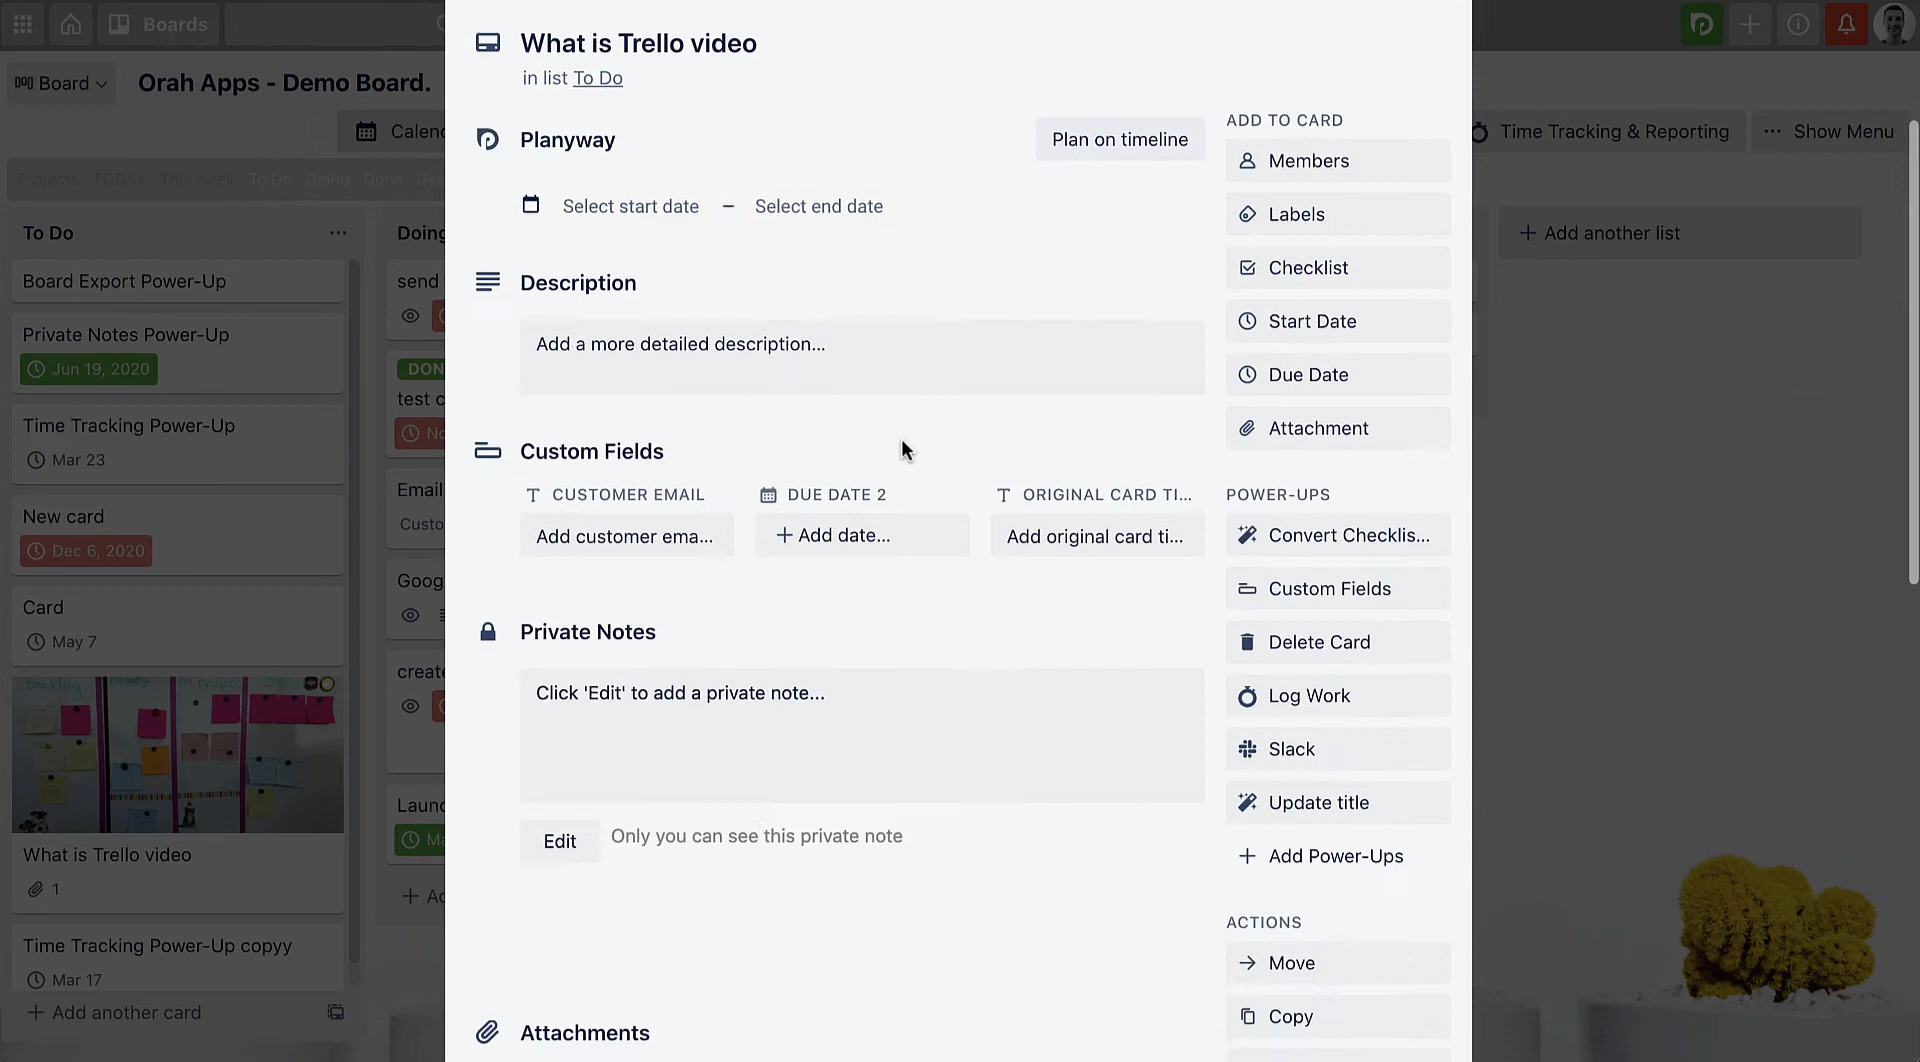 Boards
Board
Orah Apps - Demo Board.
Time Tracking & Reporting
Show Menu
Projects TODAY This week To Do Doing Done
To Do
Board Export Power-Up
Private Notes Power-Up
Jun 19, 2020
Time Tracking Power-Up
Mar 23
New card
Dec 6, 2020
Card
May 7
Backlog Ready
What is Trello video
1
Time Tracking Power-Up copyy
Mar 17
+ Add another card
Doing
send
DON
test c
Email
Custo
Goog
create
Launc
+ Add another list
What is Trello video
in list To Do
Planyway
Plan on timeline
Select start date – Select end date
Description
Add a more detailed description...
Custom Fields
CUSTOMER EMAIL
DUE DATE 2
ORIGINAL CARD TI...
Add customer ema...
+ Add date...
Add original card ti...
Private Notes
Click 'Edit' to add a private note...
Edit
Only you can see this private note
Attachments
ADD TO CARD
Members
Labels
Checklist
Start Date
Due Date
Attachment
POWER-UPS
Convert Checklis...
Custom Fields
Delete Card
Log Work
Slack
Update title
+ Add Power-Ups
ACTIONS
Move
Copy